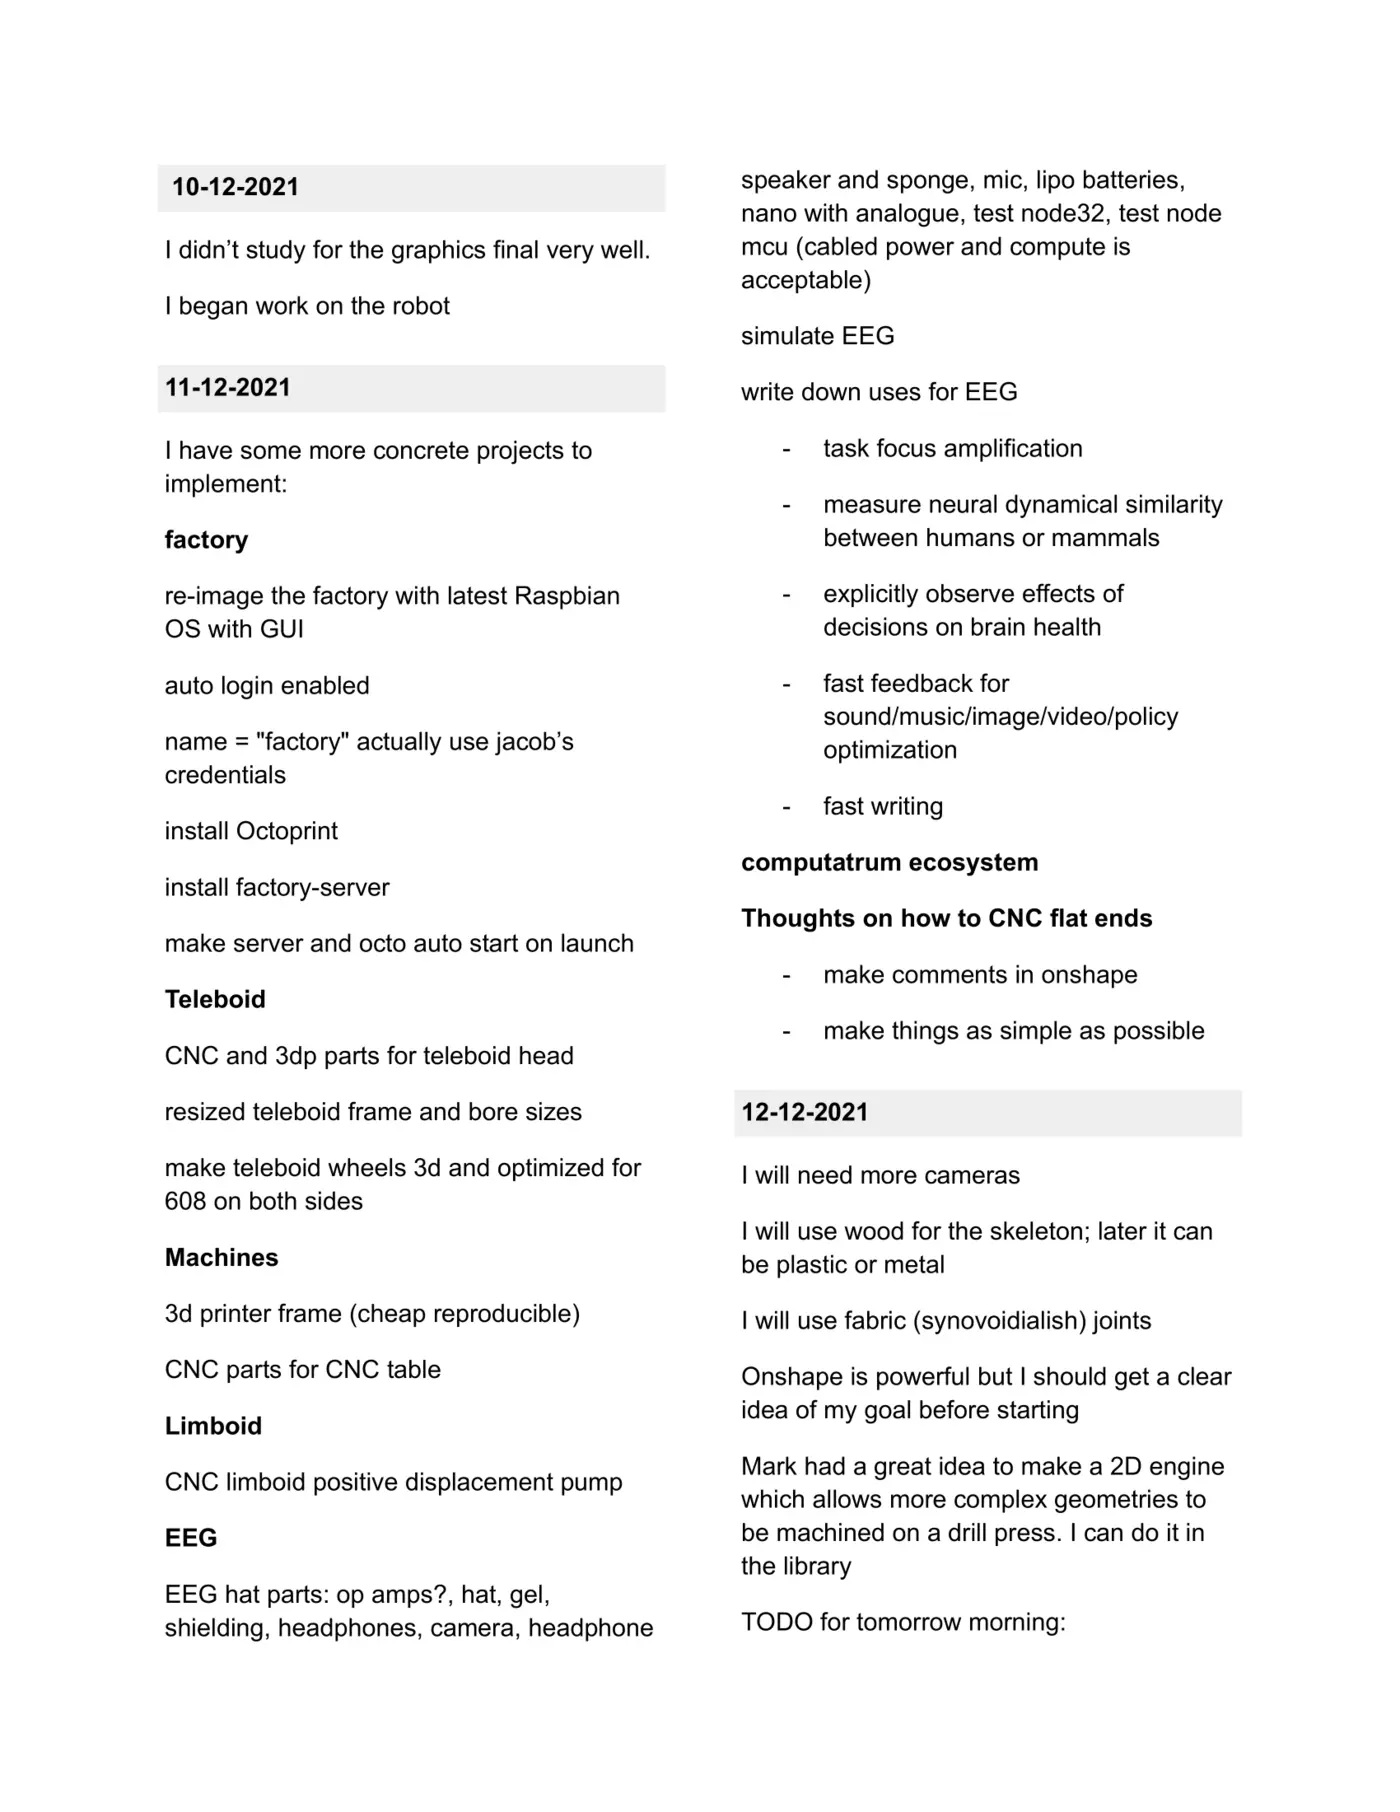 10-12-2021
I didn’t study for the graphics final very well.
I began work on the robot
11-12-2021
I have some more concrete projects to
implement:
factory
re-image the factory with latest Raspbian
OS with GUI
auto login enabled
name = "factory" actually use jacob’s
credentials
install Octoprint
install factory-server
make server and octo auto start on launch
Teleboid
CNC and 3dp parts for teleboid head
resized teleboid frame and bore sizes
make teleboid wheels 3d and optimized for
608 on both sides
Machines
3d printer frame (cheap reproducible)
CNC parts for CNC table
Limboid
CNC limboid positive displacement pump
EEG
EEG hat parts: op amps?, hat, gel,
shielding, headphones, camera, headphone
speaker and sponge, mic, lipo batteries,
nano with analogue, test node32, test node
mcu (cabled power and compute is
acceptable)
simulate EEG
write down uses for EEG
- task focus amplification
- measure neural dynamical similarity
between humans or mammals
- explicitly observe effects of
decisions on brain health
- fast feedback for
sound/music/image/video/policy
optimization
- fast writing
computatrum ecosystem
Thoughts on how to CNC flat ends
- make comments in onshape
- make things as simple as possible
12-12-2021
I will need more cameras
I will use wood for the skeleton; later it can
be plastic or metal
I will use fabric (synovoidialish) joints
Onshape is powerful but I should get a clear
idea of my goal before starting
Mark had a great idea to make a 2D engine
which allows more complex geometries to
be machined on a drill press. I can do it in
the library
TODO for tomorrow morning: